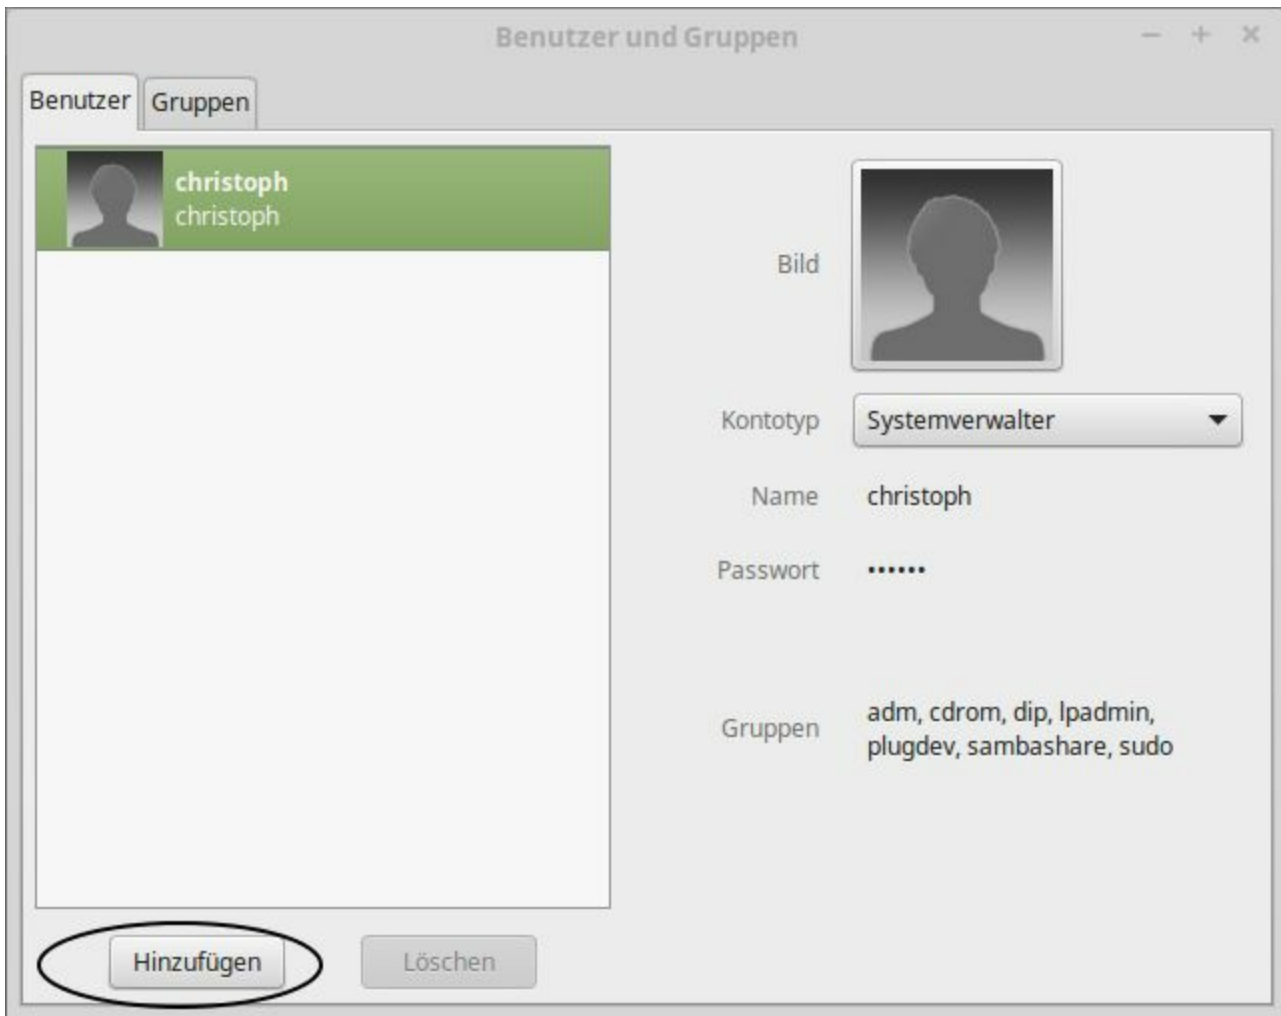 Benutzer und Gruppen
Benutzer
Gruppen
christoph
christoph
Bild
Kontotyp
Systemverwalter
Name
christoph
Passwort
••••••
Gruppen
adm, cdrom, dip, lpadmin,
plugdev, sambashare, sudo
Hinzufügen
Löschen